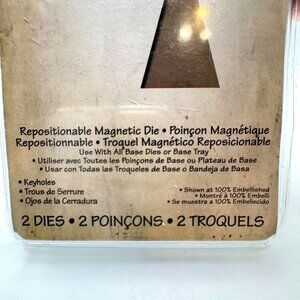 Repositionable Magnetic Die • Poinçon Magnétique
Repositionnable • Troquel Magnético Reposicionable
Use With All Base Dies or Base Tray
• Utiliser avec Toutes les Poinçons de Base ou Plateau de Base
• Usar con Todas las Troqueles de Base o Bandeja de Basa
• Keyholes
• Trous de Serrure
• Ojos de la Cerradura
• Shown at 100% Embellished
• Montré à 100% Embelli
• Se muestra a 100% Embellecido
2 DIES • 2 POINÇONS • 2 TROQUELS